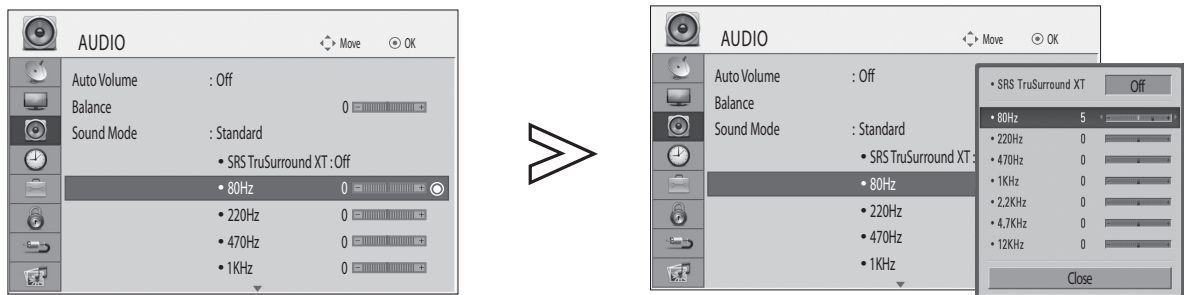 AUDIO Move OK
Auto Volume : Off
Balance 0 - +
Sound Mode : Standard
• SRS TruSurround XT : Off
• 80Hz 0 - +
• 220Hz 0 - +
• 470Hz 0 - +
• 1KHz 0 - +
AUDIO Move OK
Auto Volume : Off
Balance
Sound Mode : Standard
• SRS TruSurround XT :
• 80Hz
• 220Hz
• 470Hz
• 1KHz
• SRS TruSurround XT Off
• 80Hz 5 - +
• 220Hz 0 - +
• 470Hz 0 - +
• 1KHz 0 - +
• 2,2KHz 0 - +
• 4,7KHz 0 - +
• 12KHz 0 - +
Close